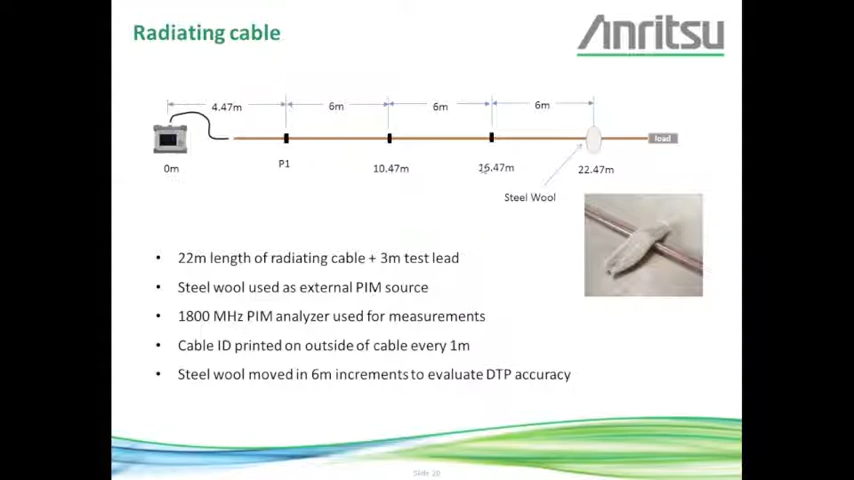 Radiating cable
Anritsu
4.47m 6m 6m 6m
load
0m P1 10.47m 16.47m 22.47m
Steel Wool
• 22m length of radiating cable + 3m test lead
• Steel wool used as external PIM source
• 1800 MHz PIM analyzer used for measurements
• Cable ID printed on outside of cable every 1m
• Steel wool moved in 6m increments to evaluate DTP accuracy
Slide 20